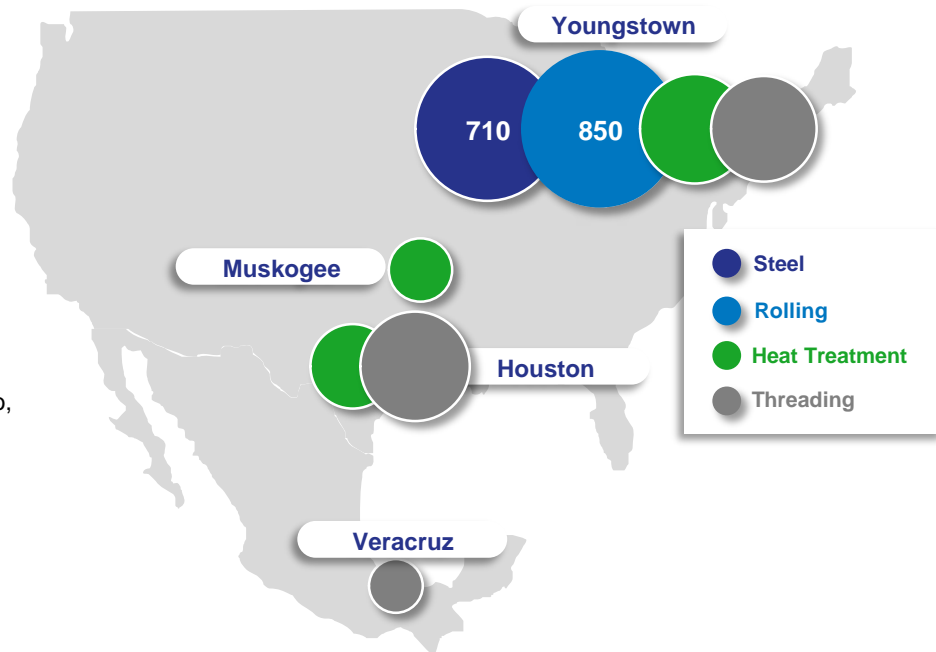 Youngstown
710
850
Steel
Muskogee
Rolling
Heat Treatment
Houston
Threading
Veracruz